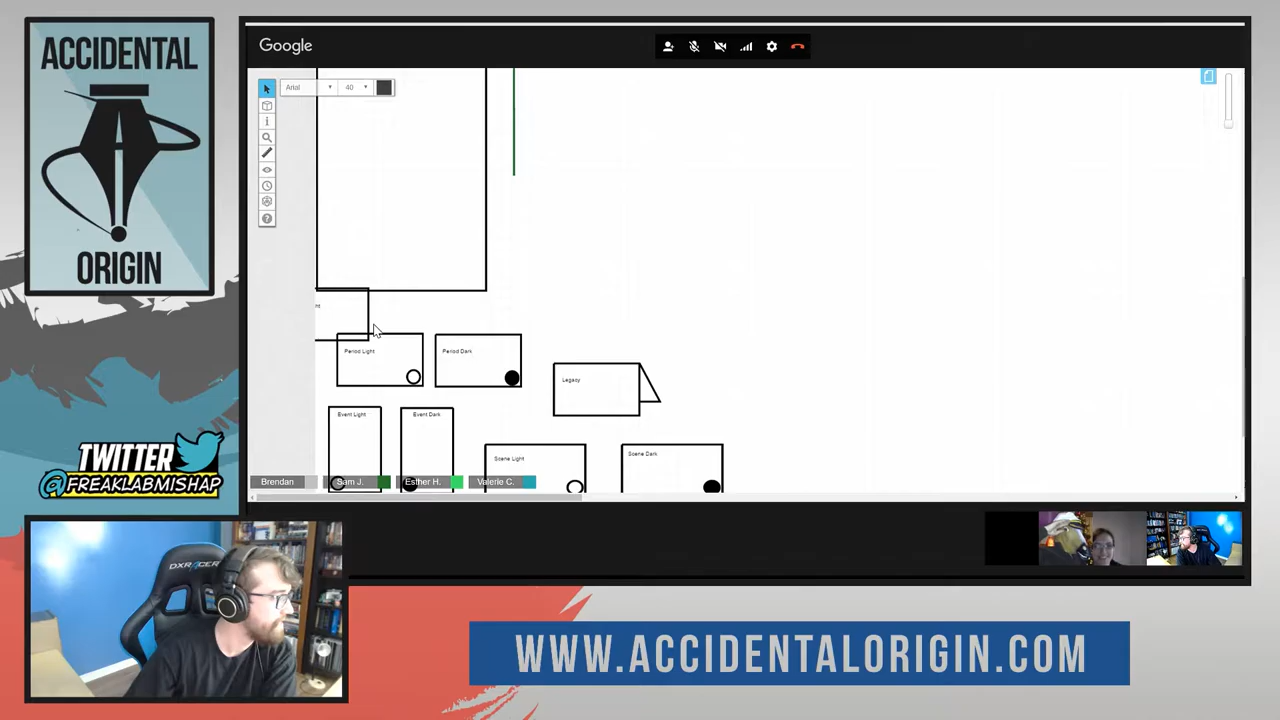 ACCIDENTAL
ORIGIN
Google
Arial
40
Period Light
Period Dark
Legacy
Event Light
Event Dark
Scene Light
Scene Dark
Brendan
Sam J.
Esther H.
Valerie C.
TWITTER
@FREAKLABMISHAP
DXRACER
WWW.ACCIDENTALORIGIN.COM